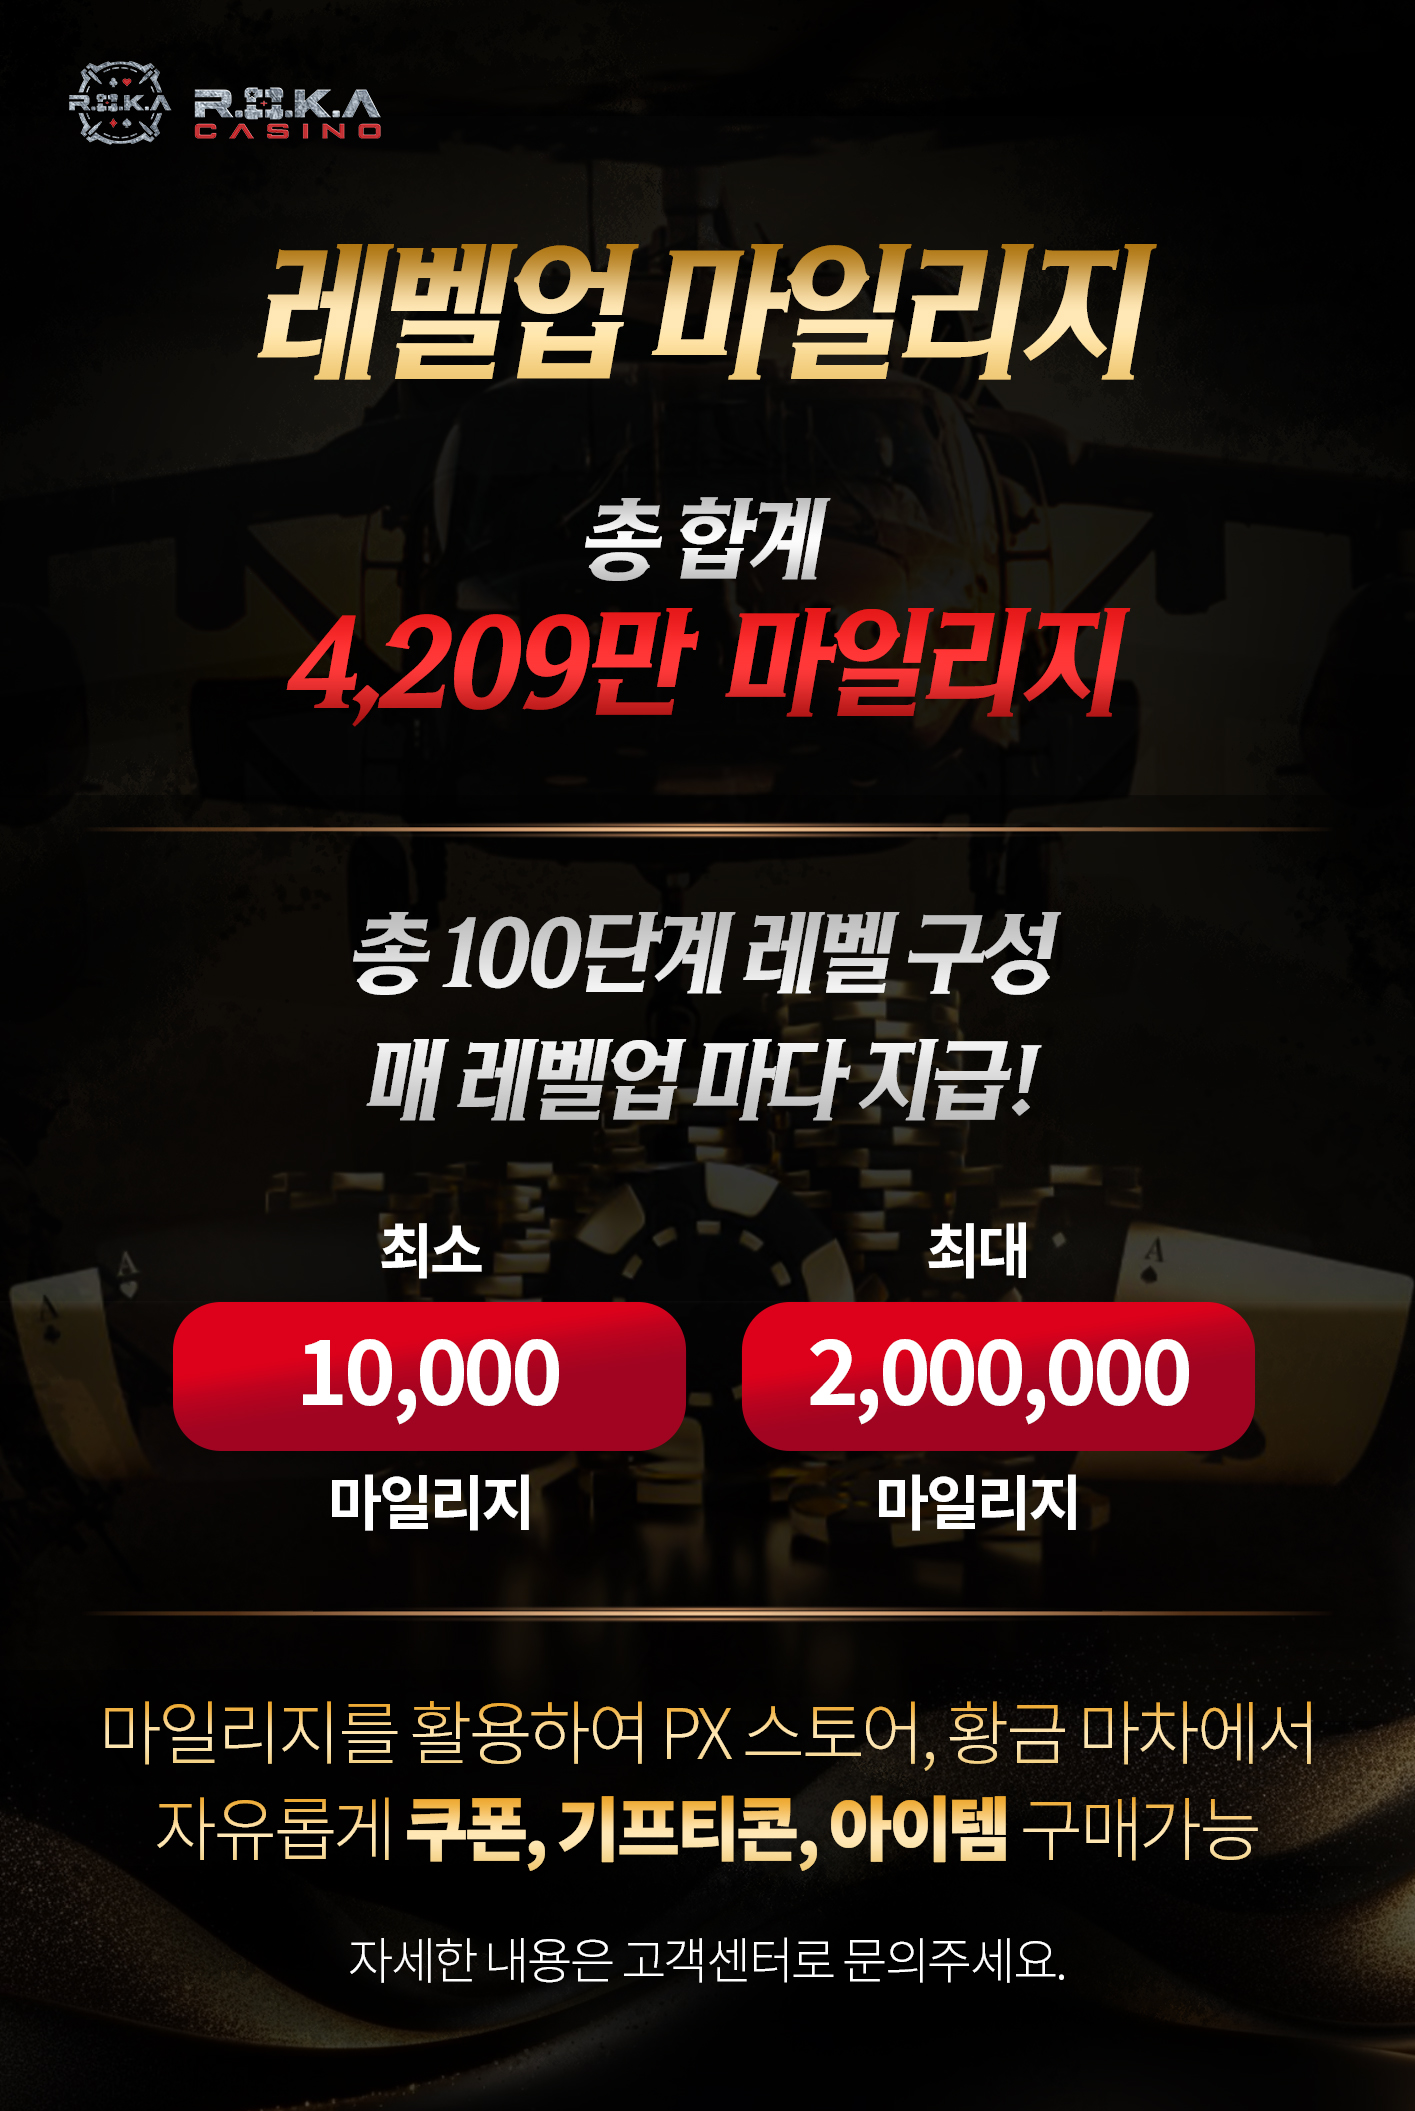 R.O.K.A R.O.K.A
CASINO
레벨업 마일리지
총 합계
4,209만 마일리지
총 100단계 레벨 구성
매 레벨업 마다 지급!
최소 최대
10,000 2,000,000
마일리지 마일리지
A A A
마일리지를 활용하여 PX 스토어, 황금 마차에서
자유롭게 쿠폰, 기프티콘, 아이템 구매가능
자세한 내용은 고객센터로 문의주세요.